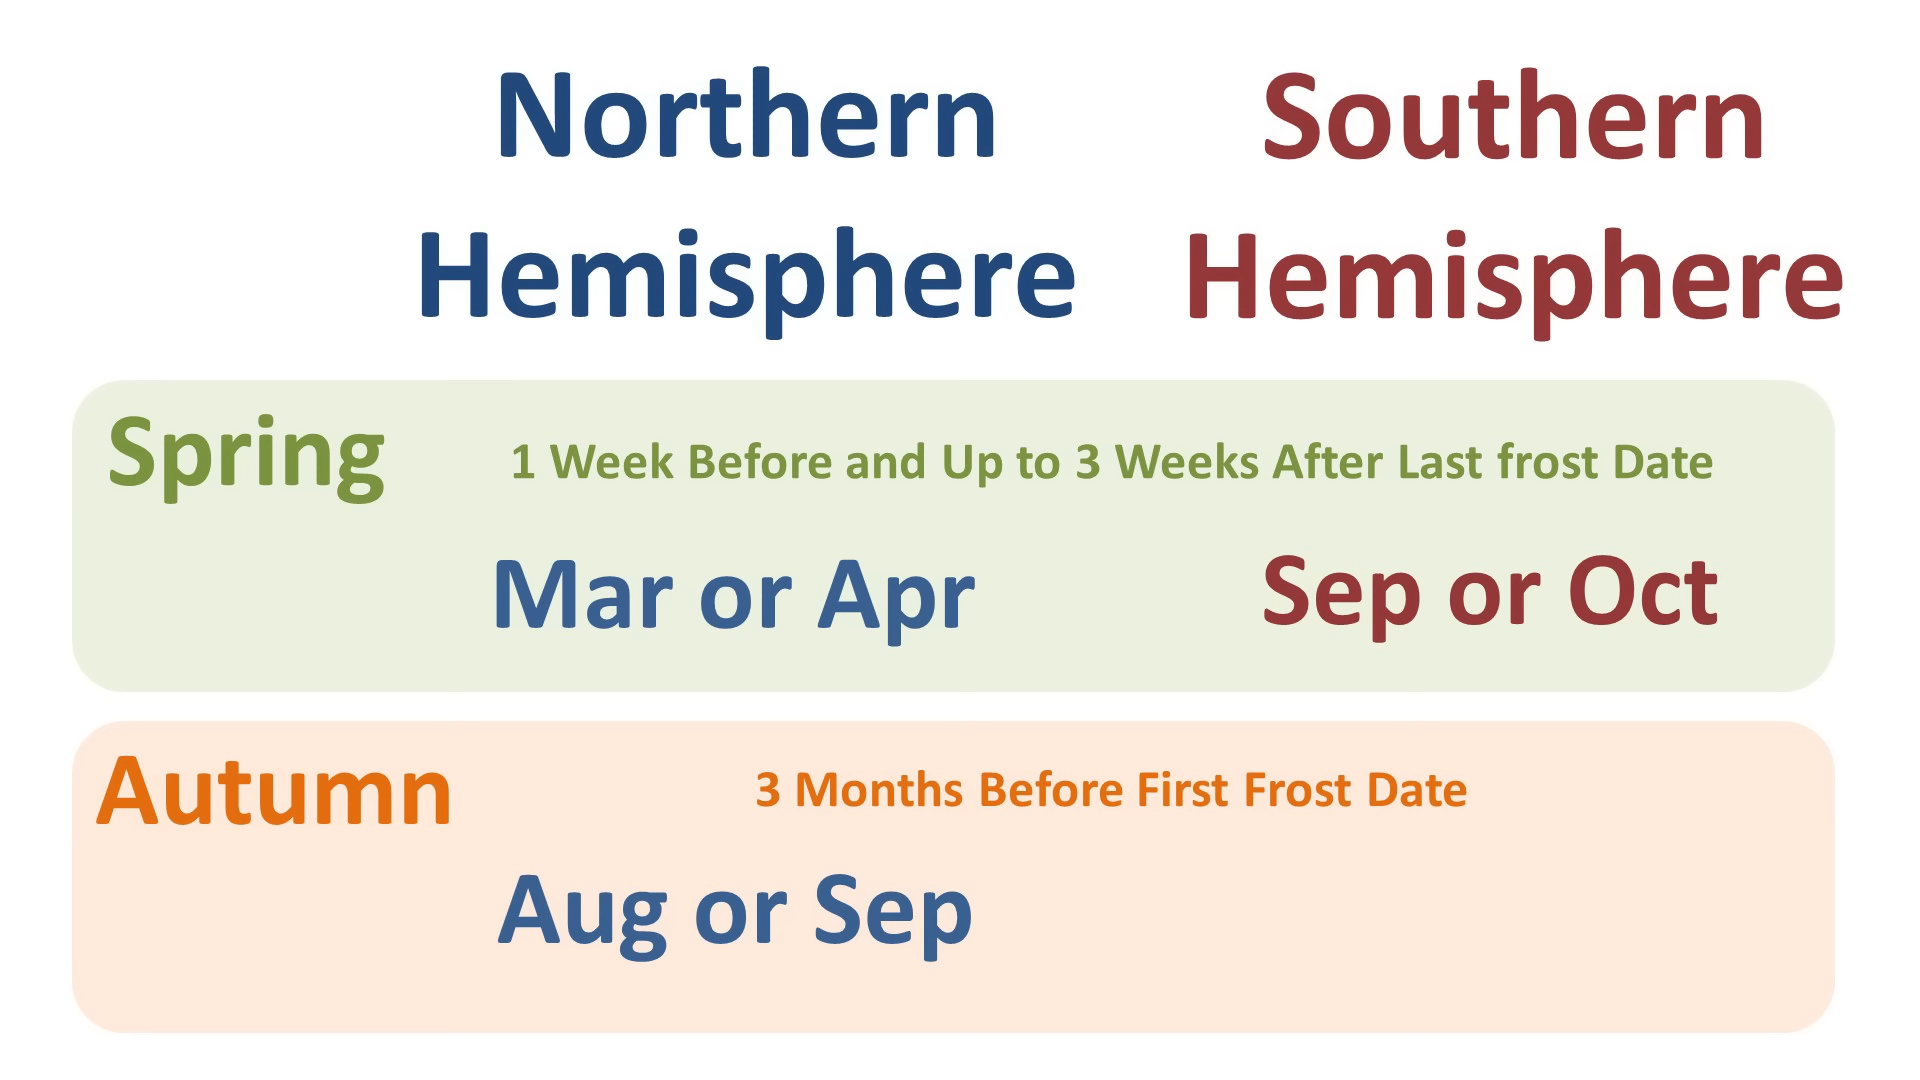 Northern
Hemisphere
Southern
Hemisphere
Spring
1 Week Before and Up to 3 Weeks After Last frost Date
Mar or Apr
Sep or Oct
Autumn
3 Months Before First Frost Date
Aug or Sep